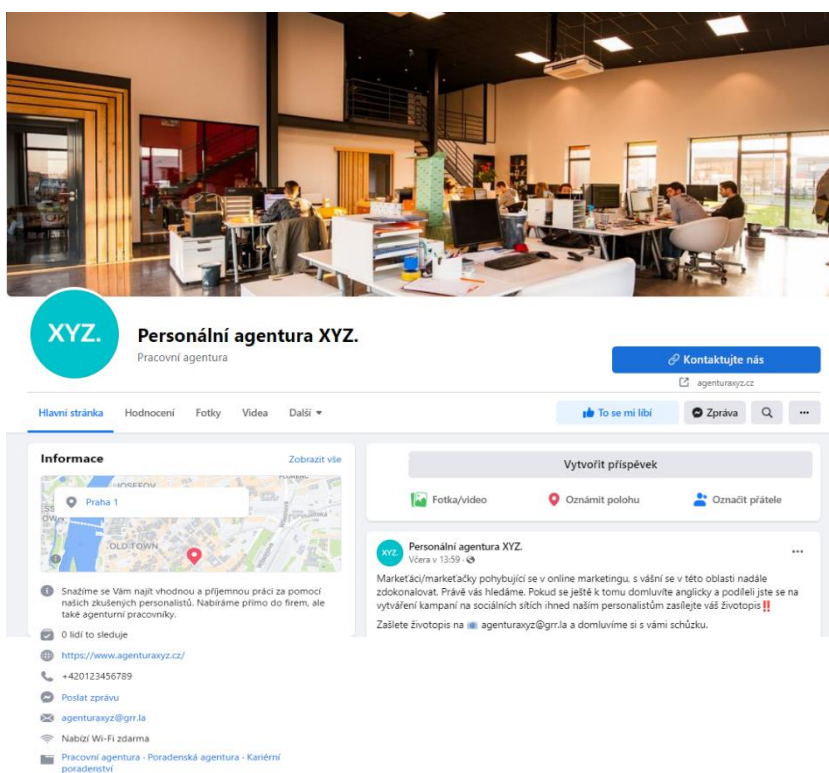 XYZ.
Personální agentura XYZ.
Pracovní agentura
Kontaktujte nás
agenturaxyz.cz
Hlavní stránka
Hodnocení
Fotky
Videa
Další
To se mi líbí
Zpráva
Informace
Zobrazit vše
JOSEFOV
Praha 1
OLD TOWN
Snažíme se Vám najít vhodnou a příjemnou práci za pomocí
našich zkušených personalistů. Nabíráme přímo do firem, ale
také agenturní pracovníky.
0 lidí to sleduje
https://www.agenturaxyz.cz/
+420123456789
Poslat zprávu
agenturaxyz@grr.la
Nabízí Wi-Fi zdarma
Pracovní agentura · Poradenská agentura · Kariérní
poradenství
Vytvořit příspěvek
Fotka/video
Oznámit polohu
Označit přátele
XYZ.
Personální agentura XYZ.
Včera v 13:59 ·
Markeťáci/markeťačky pohybující se v online marketingu, s vášní se v této oblasti nadále
zdokonalovat. Právě vás hledáme. Pokud se ještě k tomu domluvíte anglicky a podíleli jste se na
vytváření kampaní na sociálních sítích ihned naším personalistům zasílejte váš životopis‼
Zašlete životopis na 📧 agenturaxyz@grr.la a domluvíme si s vámi schůzku.